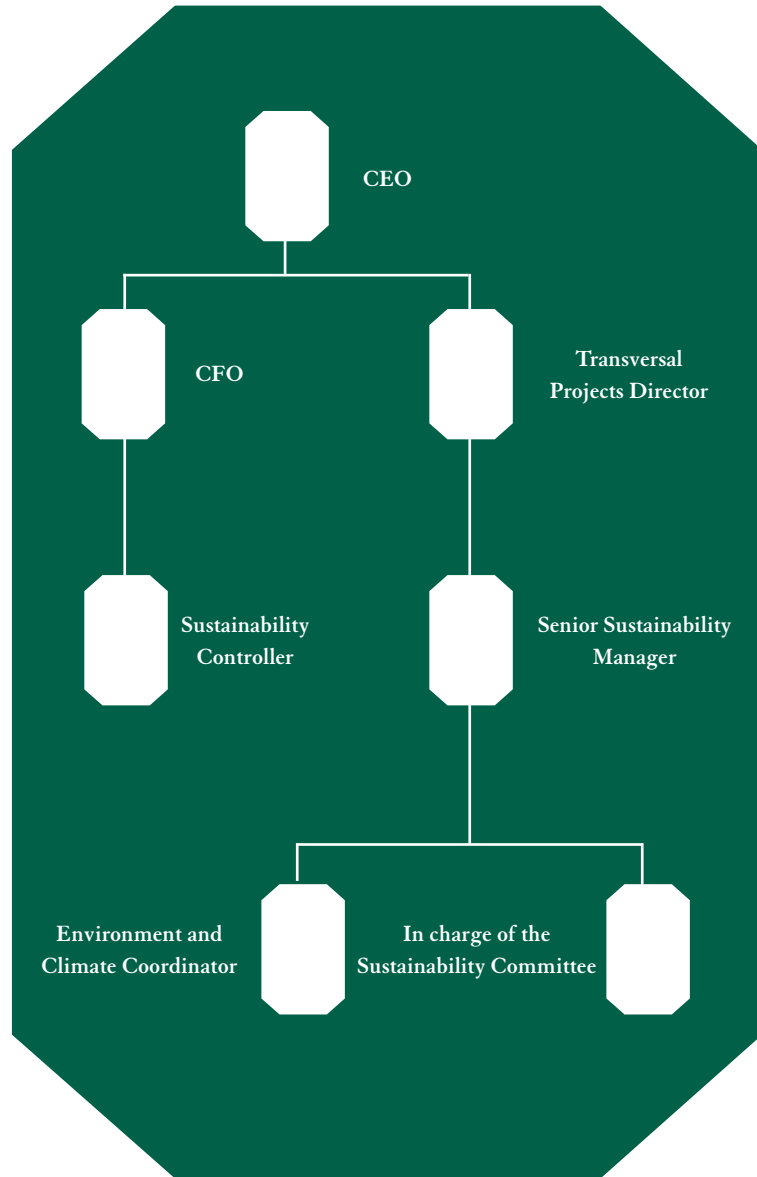 CEO
CFO
Transversal
Projects Director
Sustainability
Controller
Senior Sustainability
Manager
Environment and
Climate Coordinator
In charge of the
Sustainability Committee